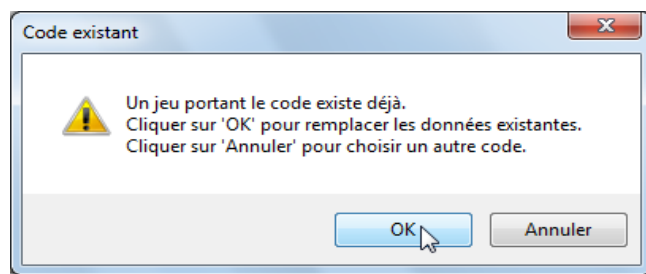 Code existant
Un jeu portant le code existe déjà.
Cliquer sur 'OK' pour remplacer les données existantes.
Cliquer sur 'Annuler' pour choisir un autre code.
OK
Annuler